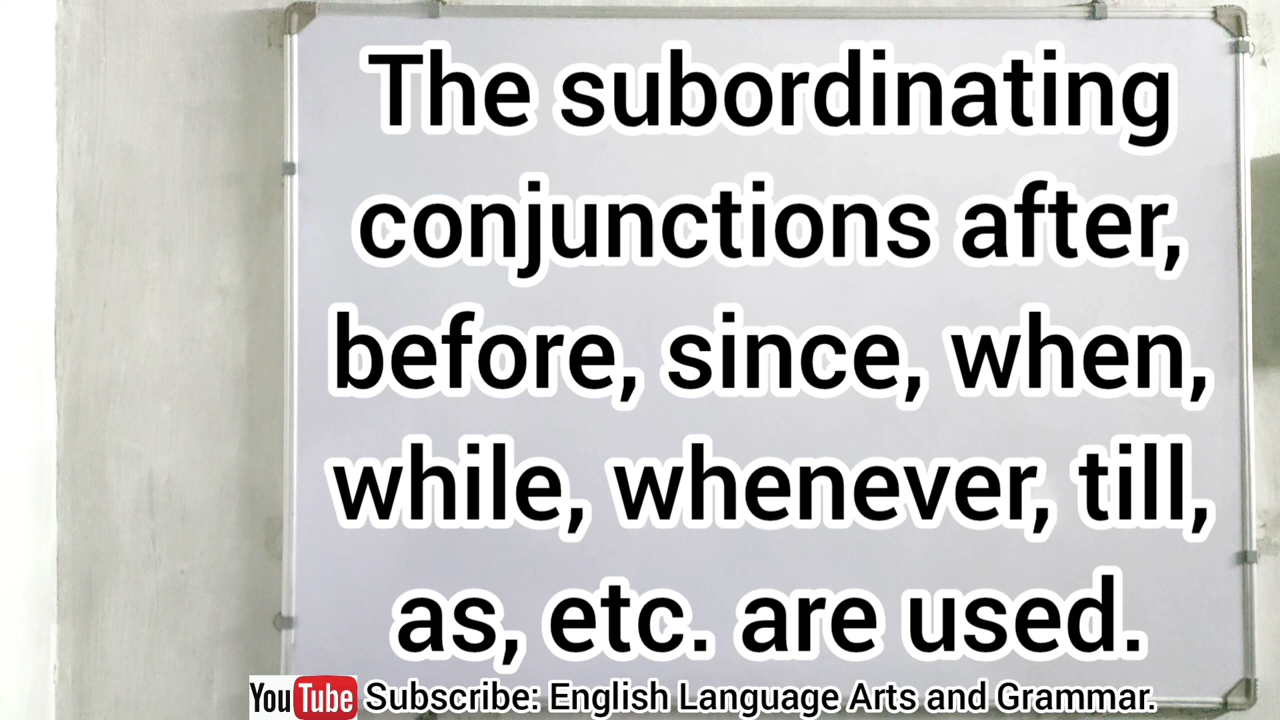 The subordinating
conjunctions after,
before, since, when,
while, whenever, till,
as, etc. are used.
YouTube Subscribe: English Language Arts and Grammar.